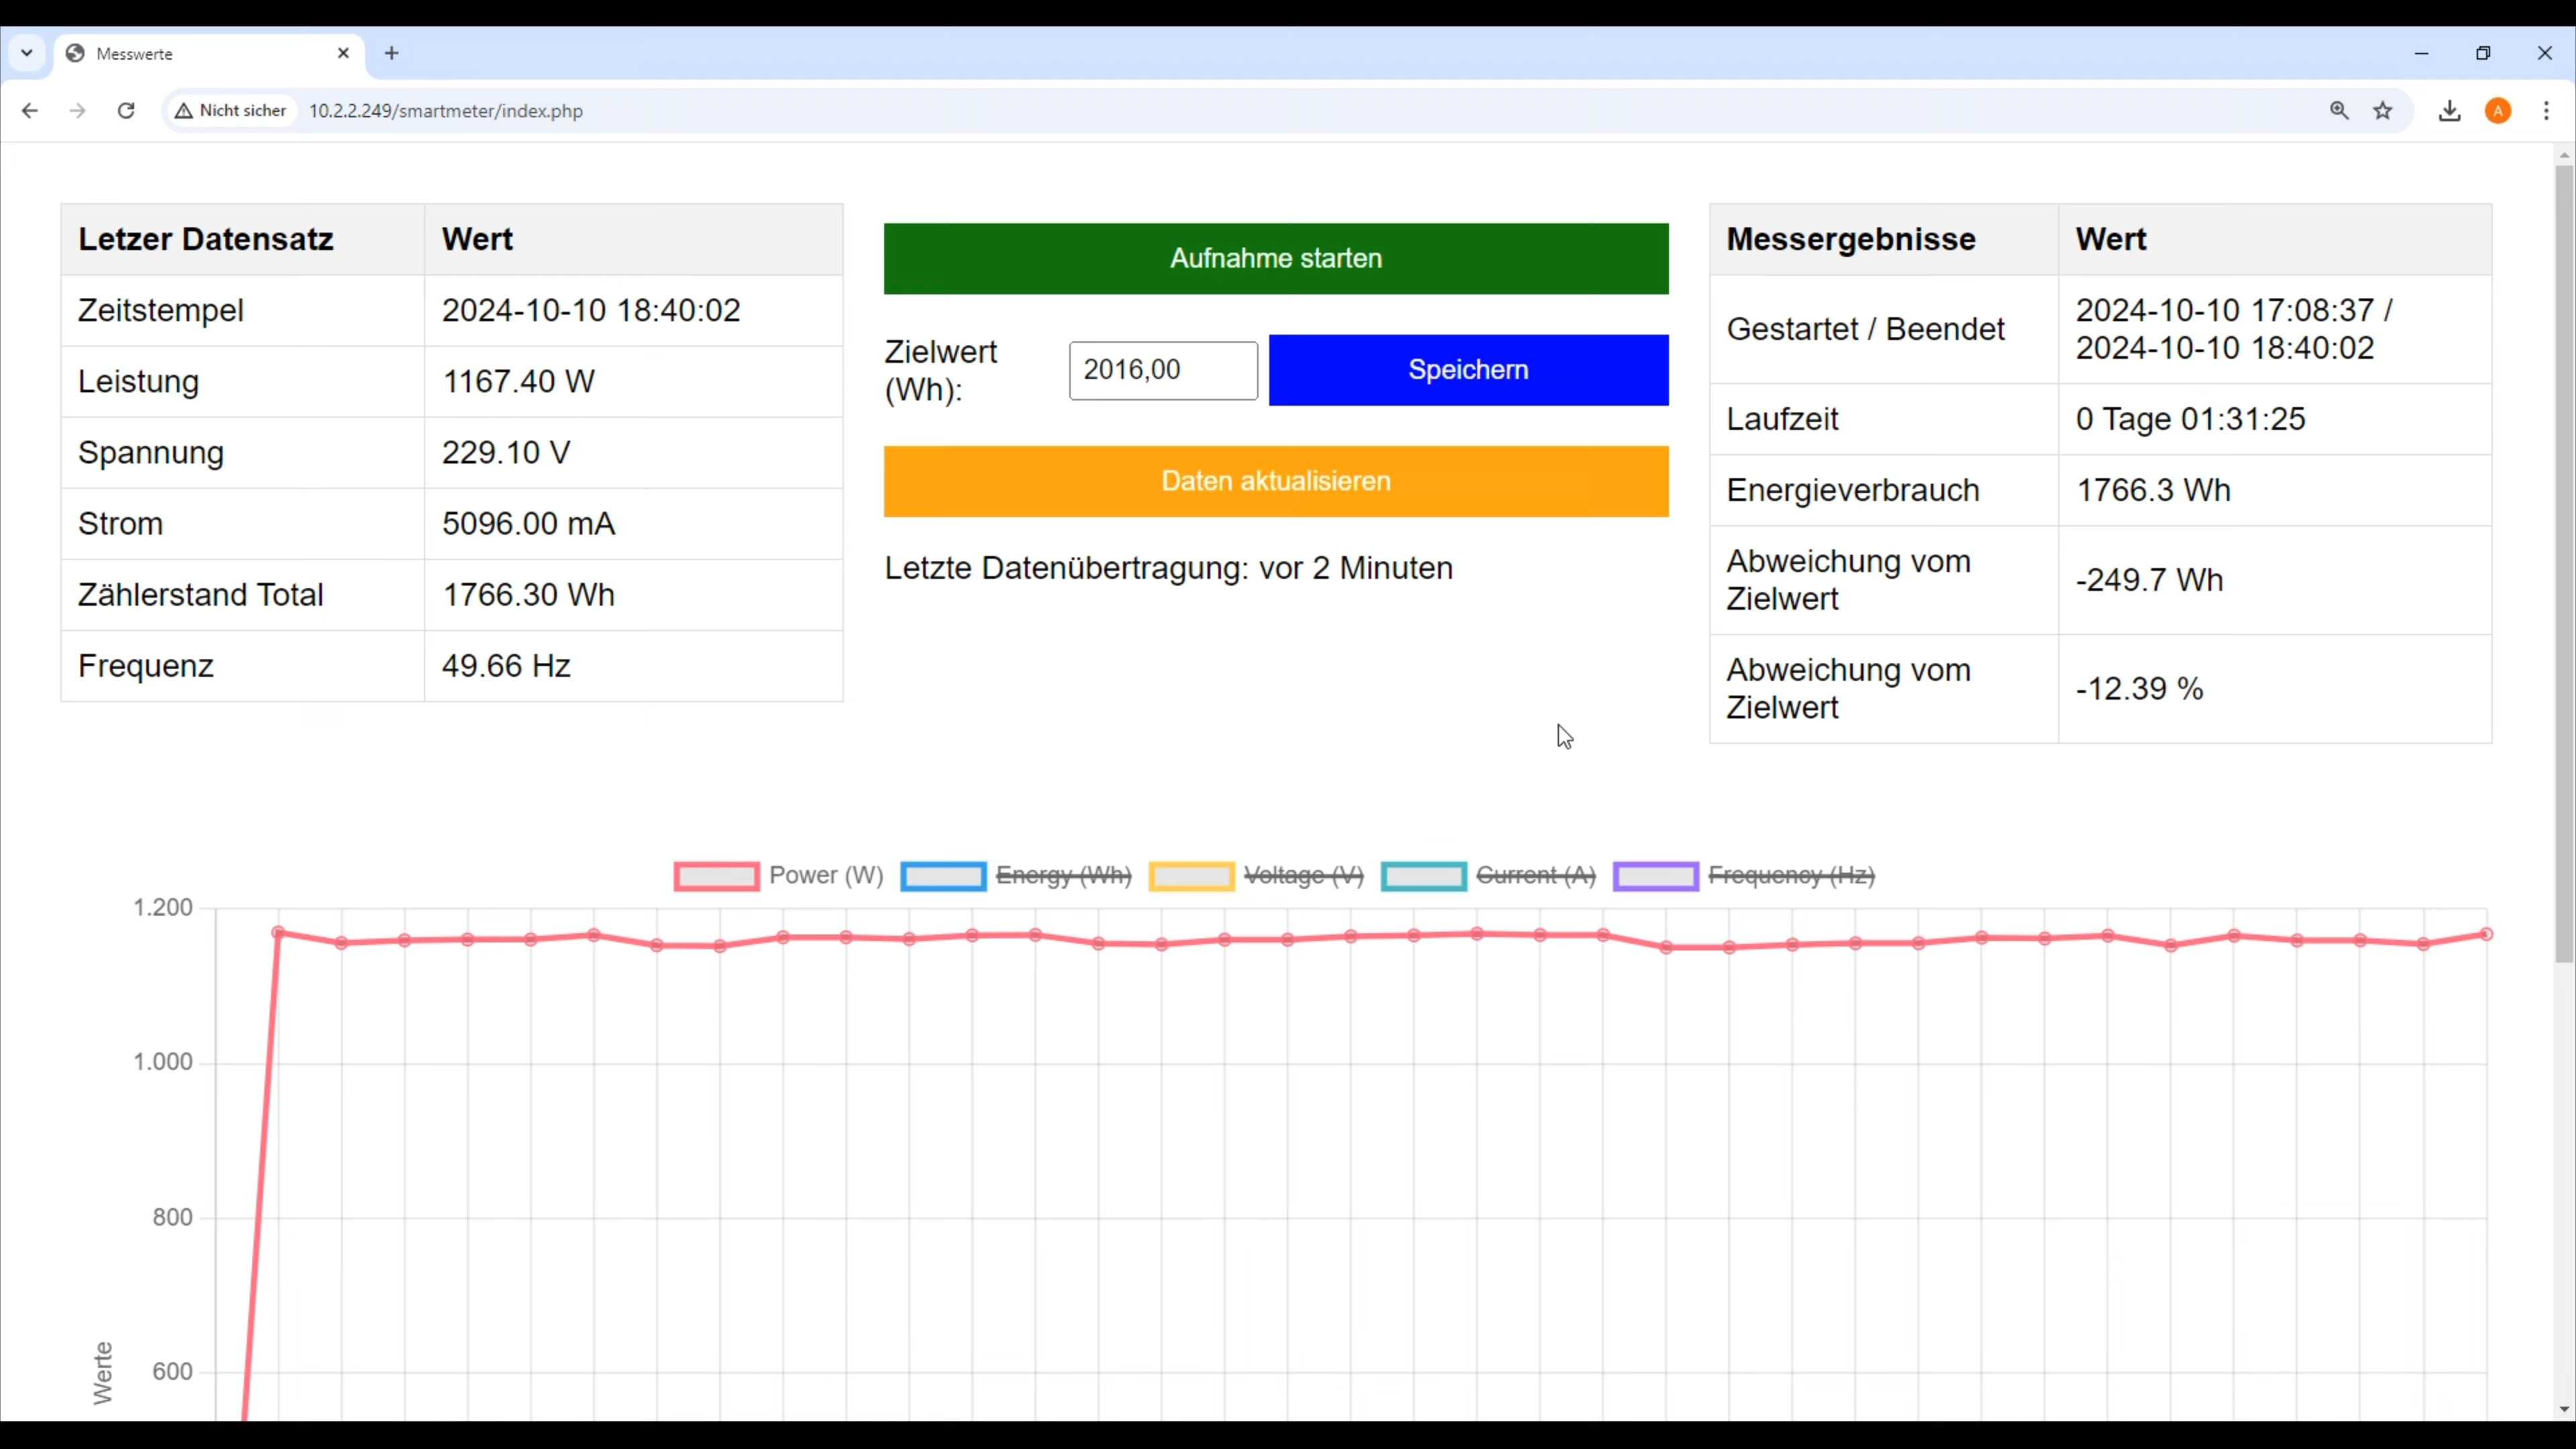 Messwerte
Nicht sicher 10.2.2.249/smartmeter/index.php
A
Letzer Datensatz Wert
Zeitstempel 2024-10-10 18:40:02
Leistung 1167.40 W
Spannung 229.10 V
Strom 5096.00 mA
Zählerstand Total 1766.30 Wh
Frequenz 49.66 Hz
Aufnahme starten
Zielwert
(Wh):
2016,00
Speichern
Daten aktualisieren
Letzte Datenübertragung: vor 2 Minuten
Messergebnisse Wert
Gestartet / Beendet 2024-10-10 17:08:37 /
2024-10-10 18:40:02
Laufzeit 0 Tage 01:31:25
Energieverbrauch 1766.3 Wh
Abweichung vom
Zielwert
-249.7 Wh
Abweichung vom
Zielwert
-12.39 %
Power (W) Energy (Wh) Voltage (V) Current (A) Frequency (Hz)
1.200
1.000
800
600
Werte